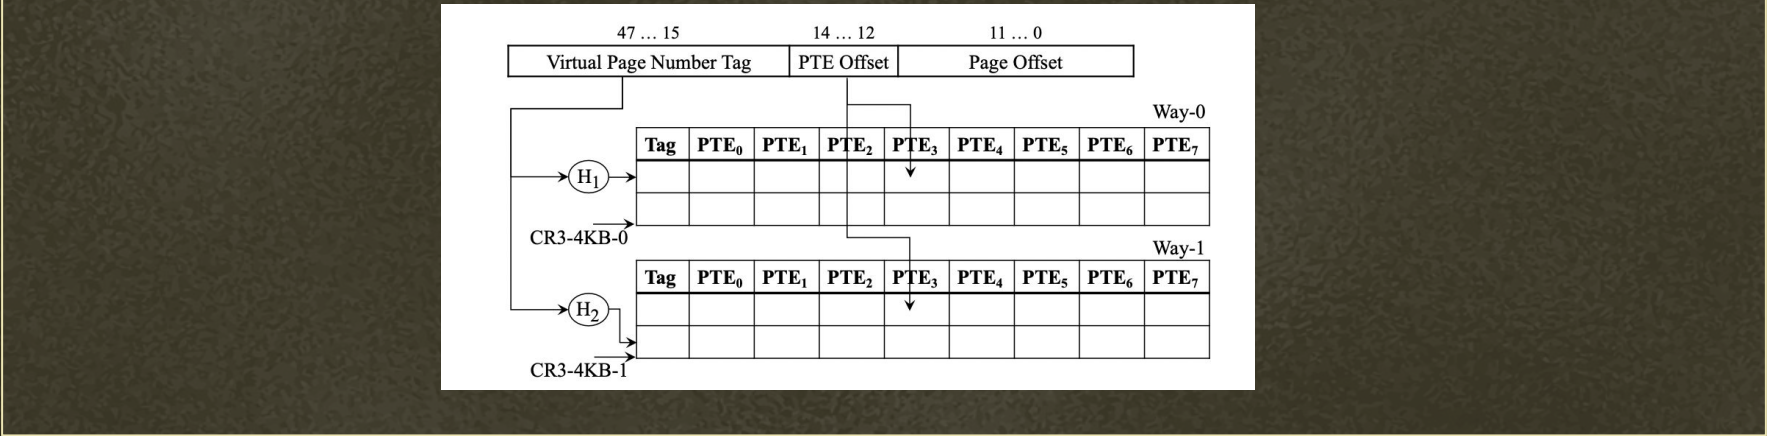 47 … 15 14 … 12 11 … 0
Virtual Page Number Tag PTE Offset Page Offset
Way-0
Tag PTE₀ PTE₁ PTE₂ PTE₃ PTE₄ PTE₅ PTE₆ PTE₇
H₁
CR3-4KB-0
Way-1
Tag PTE₀ PTE₁ PTE₂ PTE₃ PTE₄ PTE₅ PTE₆ PTE₇
H₂
CR3-4KB-1